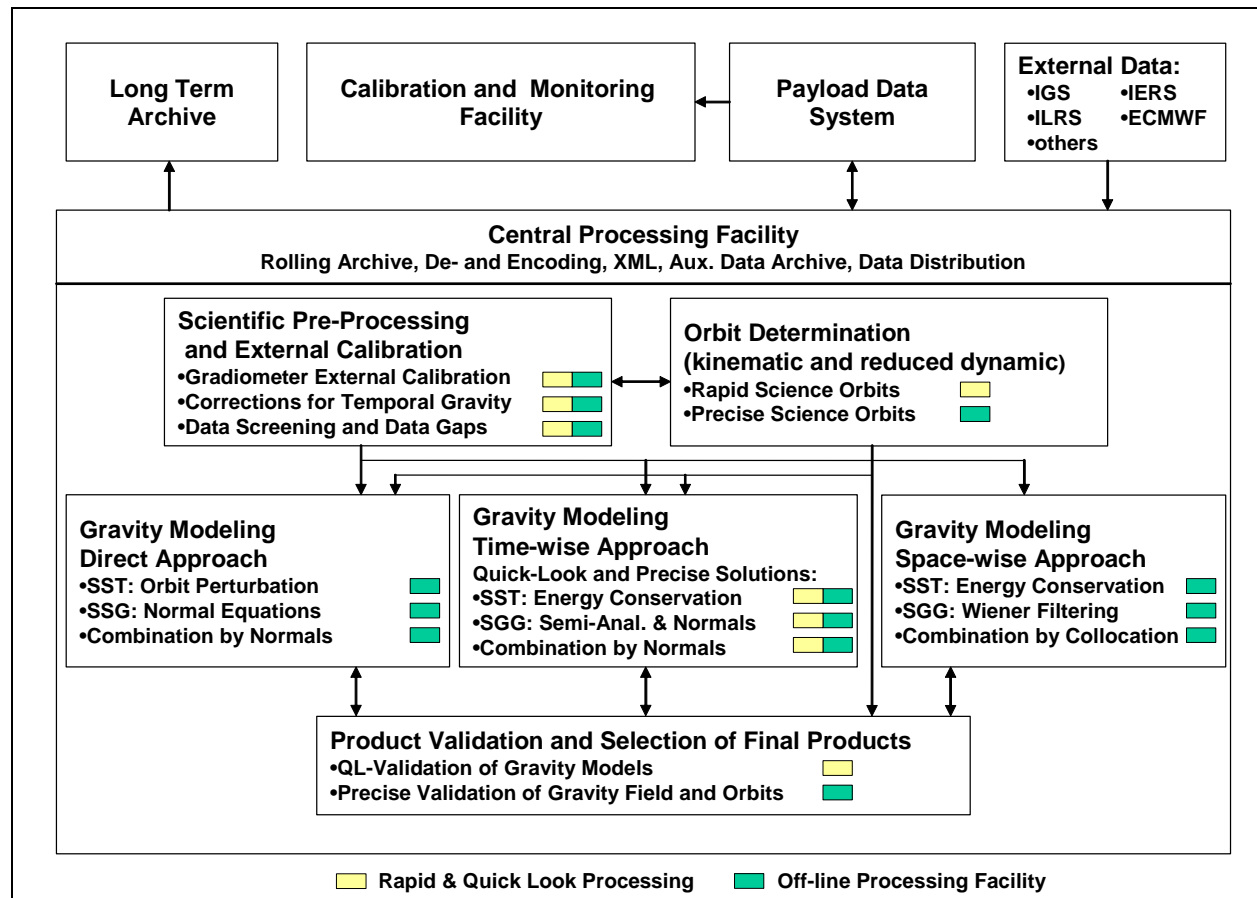 Long Term
Archive
Calibration and Monitoring
Facility
Payload Data
System
External Data:
•IGS •IERS
•ILRS •ECMWF
•others
Central Processing Facility
Rolling Archive, De- and Encoding, XML, Aux. Data Archive, Data Distribution
Scientific Pre-Processing
and External Calibration
•Gradiometer External Calibration
•Corrections for Temporal Gravity
•Data Screening and Data Gaps
Orbit Determination
(kinematic and reduced dynamic)
•Rapid Science Orbits
•Precise Science Orbits
Gravity Modeling
Direct Approach
•SST: Orbit Perturbation
•SSG: Normal Equations
•Combination by Normals
Gravity Modeling
Time-wise Approach
Quick-Look and Precise Solutions:
•SST: Energy Conservation
•SGG: Semi-Anal. & Normals
•Combination by Normals
Gravity Modeling
Space-wise Approach
•SST: Energy Conservation
•SGG: Wiener Filtering
•Combination by Collocation
Product Validation and Selection of Final Products
•QL-Validation of Gravity Models
•Precise Validation of Gravity Field and Orbits
Rapid & Quick Look Processing
Off-line Processing Facility